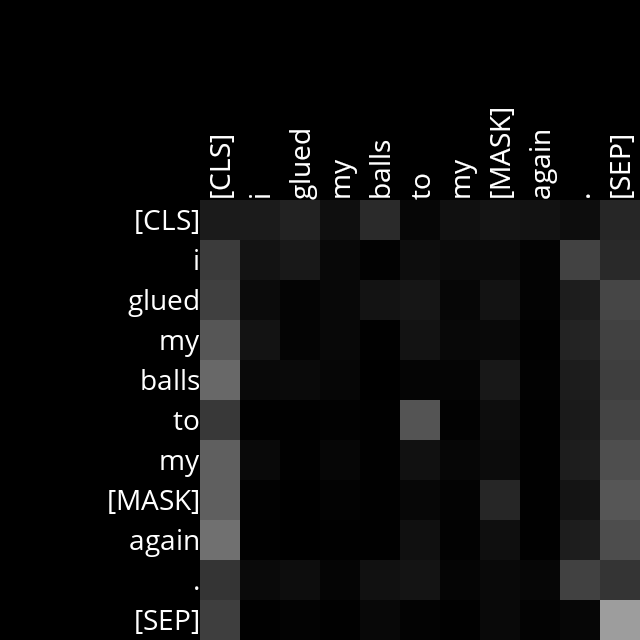 [CLS] i glued my balls to my [MASK] again . [SEP]
[CLS]
i
glued
my
balls
to
my
[MASK]
again
.
[SEP]